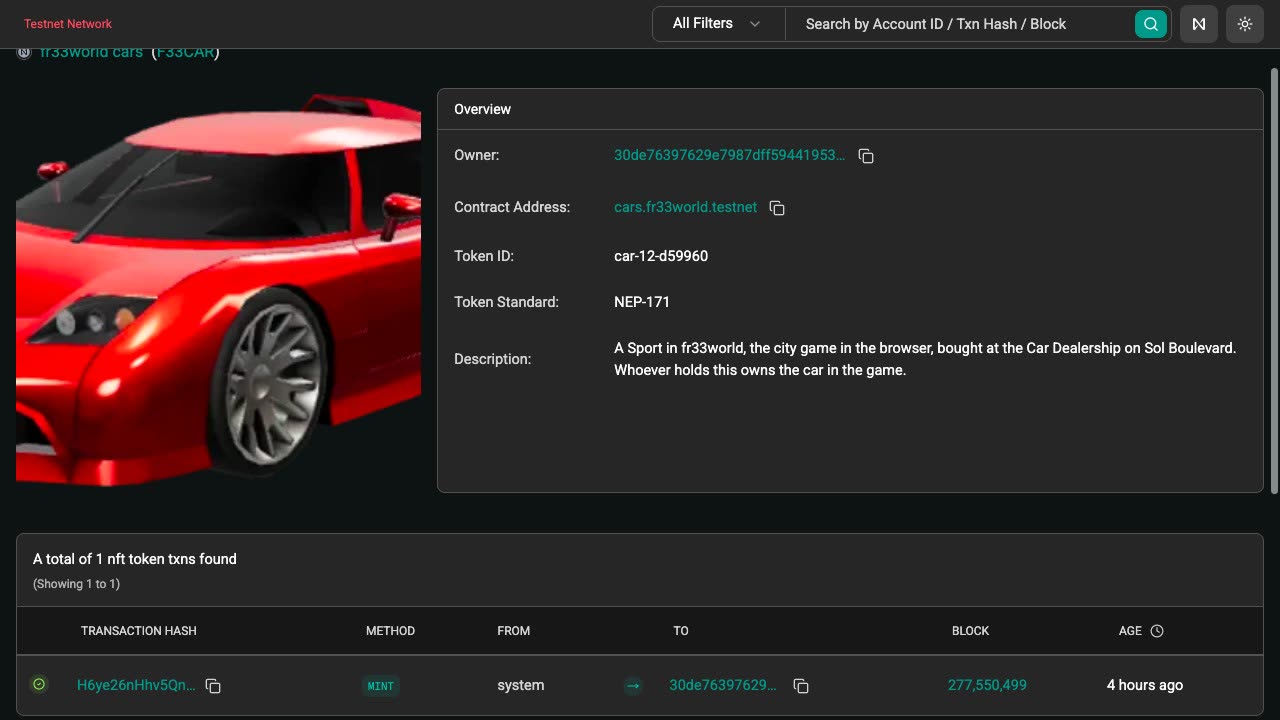 Testnet Network
All Filters
Search by Account ID / Txn Hash / Block
fr33world cars (F33CAR)
Overview
Owner: 30de76397629e7987dff59441953...
Contract Address: cars.fr33world.testnet
Token ID: car-12-d59960
Token Standard: NEP-171
Description: A Sport in fr33world, the city game in the browser, bought at the Car Dealership on Sol Boulevard.
Whoever holds this owns the car in the game.
A total of 1 nft token txns found
(Showing 1 to 1)
TRANSACTION HASH METHOD FROM TO BLOCK AGE
H6ye26nHhv5Qn... MINT system → 30de76397629... 277,550,499 4 hours ago